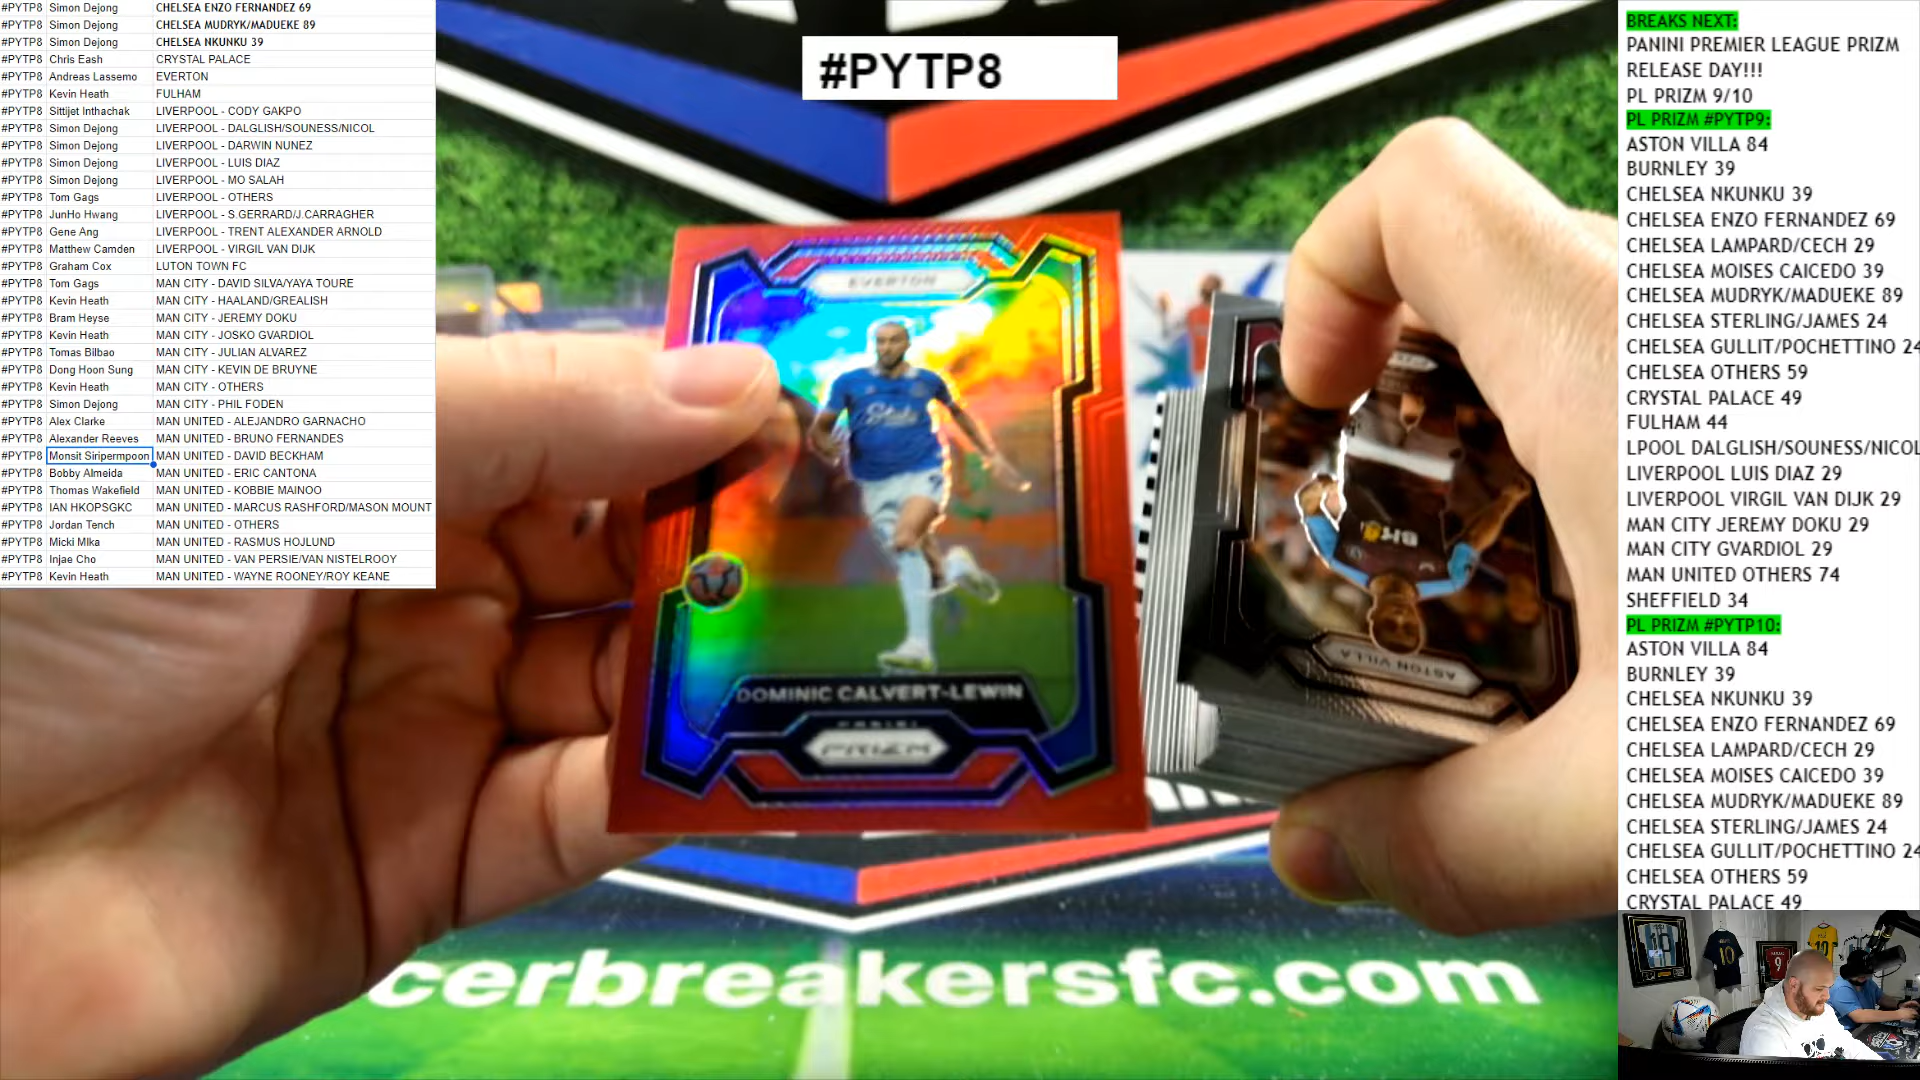 #PYTP8 Simon Dejong CHELSEA ENZO FERNANDEZ 69
#PYTP8 Simon Dejong CHELSEA MUDRYK/MADUEKE 89
#PYTP8 Simon Dejong CHELSEA NKUNKU 39
#PYTP8 Chris Eash CRYSTAL PALACE
#PYTP8 Andreas Lassemo EVERTON
#PYTP8 Kevin Heath FULHAM
#PYTP8 Sittijet Inthachak LIVERPOOL - CODY GAKPO
#PYTP8 Simon Dejong LIVERPOOL - DALGLISH/SOUNESS/NICOL
#PYTP8 Simon Dejong LIVERPOOL - DARWIN NUNEZ
#PYTP8 Simon Dejong LIVERPOOL - LUIS DIAZ
#PYTP8 Simon Dejong LIVERPOOL - MO SALAH
#PYTP8 Tom Gags LIVERPOOL - OTHERS
#PYTP8 JunHo Hwang LIVERPOOL - S.GERRARD/J.CARRAGHER
#PYTP8 Gene Ang LIVERPOOL - TRENT ALEXANDER ARNOLD
#PYTP8 Matthew Camden LIVERPOOL - VIRGIL VAN DIJK
#PYTP8 Graham Cox LUTON TOWN FC
#PYTP8 Tom Gags MAN CITY - DAVID SILVA/YAYA TOURE
#PYTP8 Kevin Heath MAN CITY - HAALAND/GREALISH
#PYTP8 Bram Heyse MAN CITY - JEREMY DOKU
#PYTP8 Kevin Heath MAN CITY - JOSKO GVARDIOL
#PYTP8 Tomas Bilbao MAN CITY - JULIAN ALVAREZ
#PYTP8 Dong Hoon Sung MAN CITY - KEVIN DE BRUYNE
#PYTP8 Kevin Heath MAN CITY - OTHERS
#PYTP8 Simon Dejong MAN CITY - PHIL FODEN
#PYTP8 Alex Clarke MAN UNITED - ALEJANDRO GARNACHO
#PYTP8 Alexander Reeves MAN UNITED - BRUNO FERNANDES
#PYTP8 Monsit Siripermpoon MAN UNITED - DAVID BECKHAM
#PYTP8 Bobby Almeida MAN UNITED - ERIC CANTONA
#PYTP8 Thomas Wakefield MAN UNITED - KOBBIE MAINOO
#PYTP8 IAN HKOPSGKC MAN UNITED - MARCUS RASHFORD/MASON MOUNT
#PYTP8 Jordan Tench MAN UNITED - OTHERS
#PYTP8 Micki Mlka MAN UNITED - RASMUS HOJLUND
#PYTP8 Injae Cho MAN UNITED - VAN PERSIE/VAN NISTELROOY
#PYTP8 Kevin Heath MAN UNITED - WAYNE ROONEY/ROY KEANE
#PYTP8
EVERTON
DOMINIC CALVERT-LEWIN
PANINI
PRIZM
ASTON VILLA
cerbreakersfc.com
BREAKS NEXT:
PANINI PREMIER LEAGUE PRIZM
RELEASE DAY!!!
PL PRIZM 9/10
PL PRIZM #PYTP9:
ASTON VILLA 84
BURNLEY 39
CHELSEA NKUNKU 39
CHELSEA ENZO FERNANDEZ 69
CHELSEA LAMPARD/CECH 29
CHELSEA MOISES CAICEDO 39
CHELSEA MUDRYK/MADUEKE 89
CHELSEA STERLING/JAMES 24
CHELSEA GULLIT/POCHETTINO 24
CHELSEA OTHERS 59
CRYSTAL PALACE 49
FULHAM 44
LPOOL DALGLISH/SOUNESS/NICOL
LIVERPOOL LUIS DIAZ 29
LIVERPOOL VIRGIL VAN DIJK 29
MAN CITY JEREMY DOKU 29
MAN CITY GVARDIOL 29
MAN UNITED OTHERS 74
SHEFFIELD 34
PL PRIZM #PYTP10:
ASTON VILLA 84
BURNLEY 39
CHELSEA NKUNKU 39
CHELSEA ENZO FERNANDEZ 69
CHELSEA LAMPARD/CECH 29
CHELSEA MOISES CAICEDO 39
CHELSEA MUDRYK/MADUEKE 89
CHELSEA STERLING/JAMES 24
CHELSEA GULLIT/POCHETTINO 24
CHELSEA OTHERS 59
CRYSTAL PALACE 49